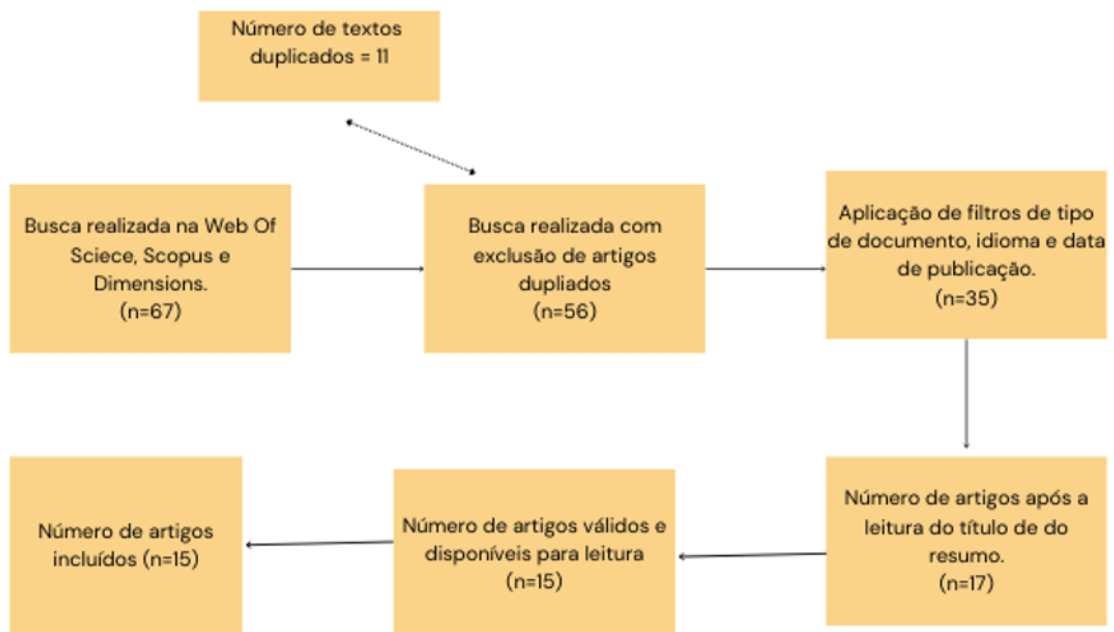 Número de textos
duplicados = 11
Busca realizada na Web Of
Sciece, Scopus e
Dimensions.
(n=67)
Busca realizada com
exclusão de artigos
dupliados
(n=56)
Aplicação de filtros de tipo
de documento, idioma e data
de publicação.
(n=35)
Número de artigos após a
leitura do título de do
resumo.
(n=17)
Número de artigos válidos e
disponíveis para leitura
(n=15)
Número de artigos
incluídos (n=15)